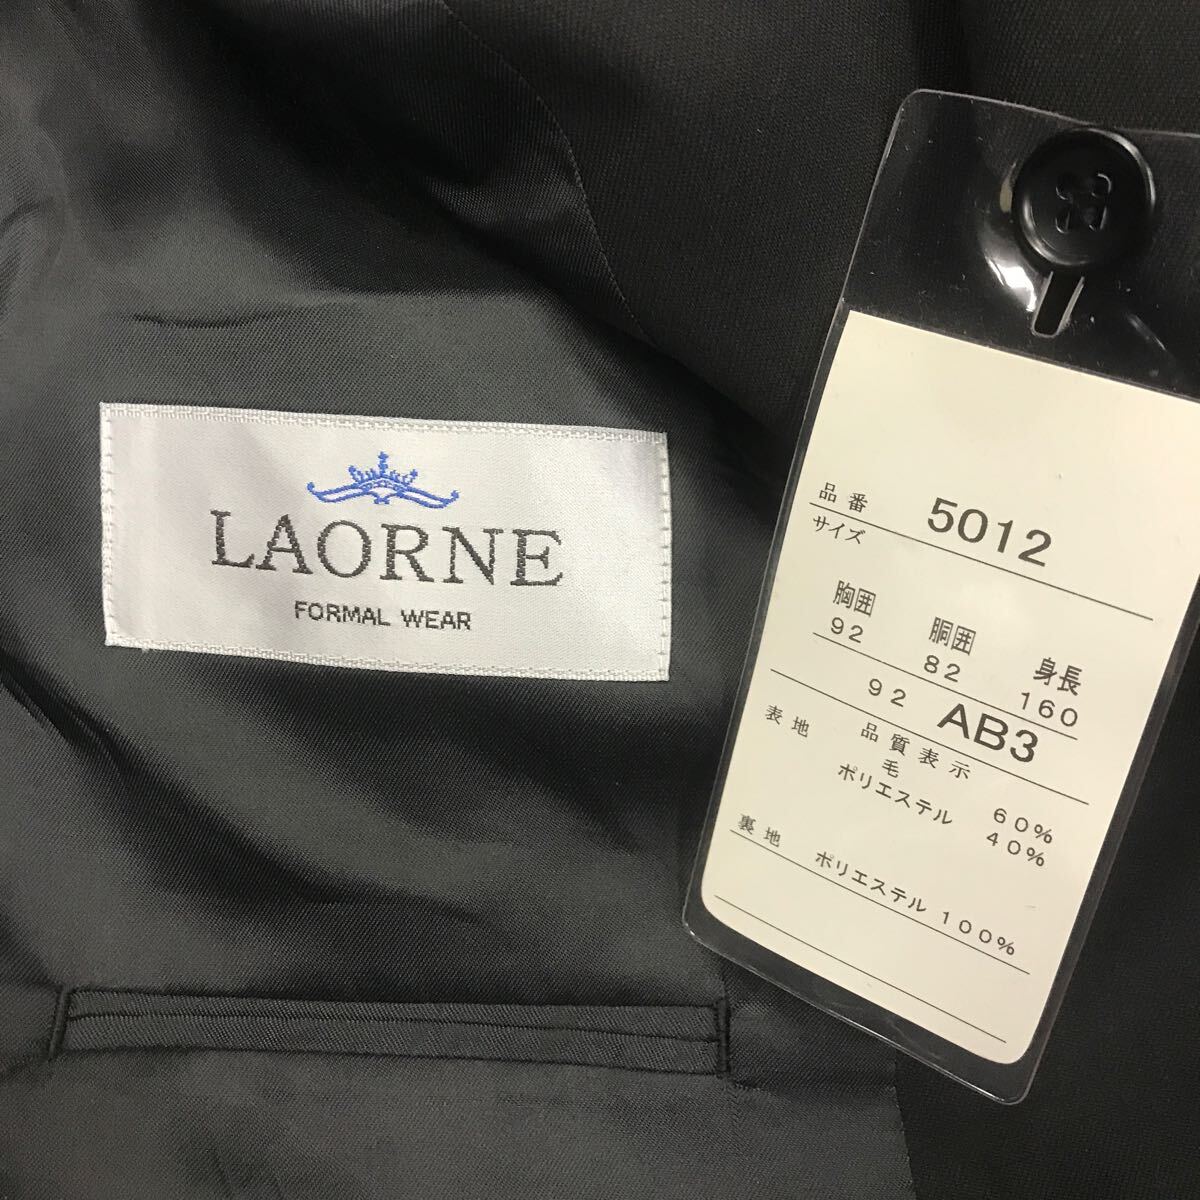 LAORNE
FORMAL WEAR
品番 5012
サイズ
胸囲 胴囲 身長
92 82 160
92 AB3
品質表示
表地 毛 60%
ポリエステル 40%
裏地 ポリエステル 100%